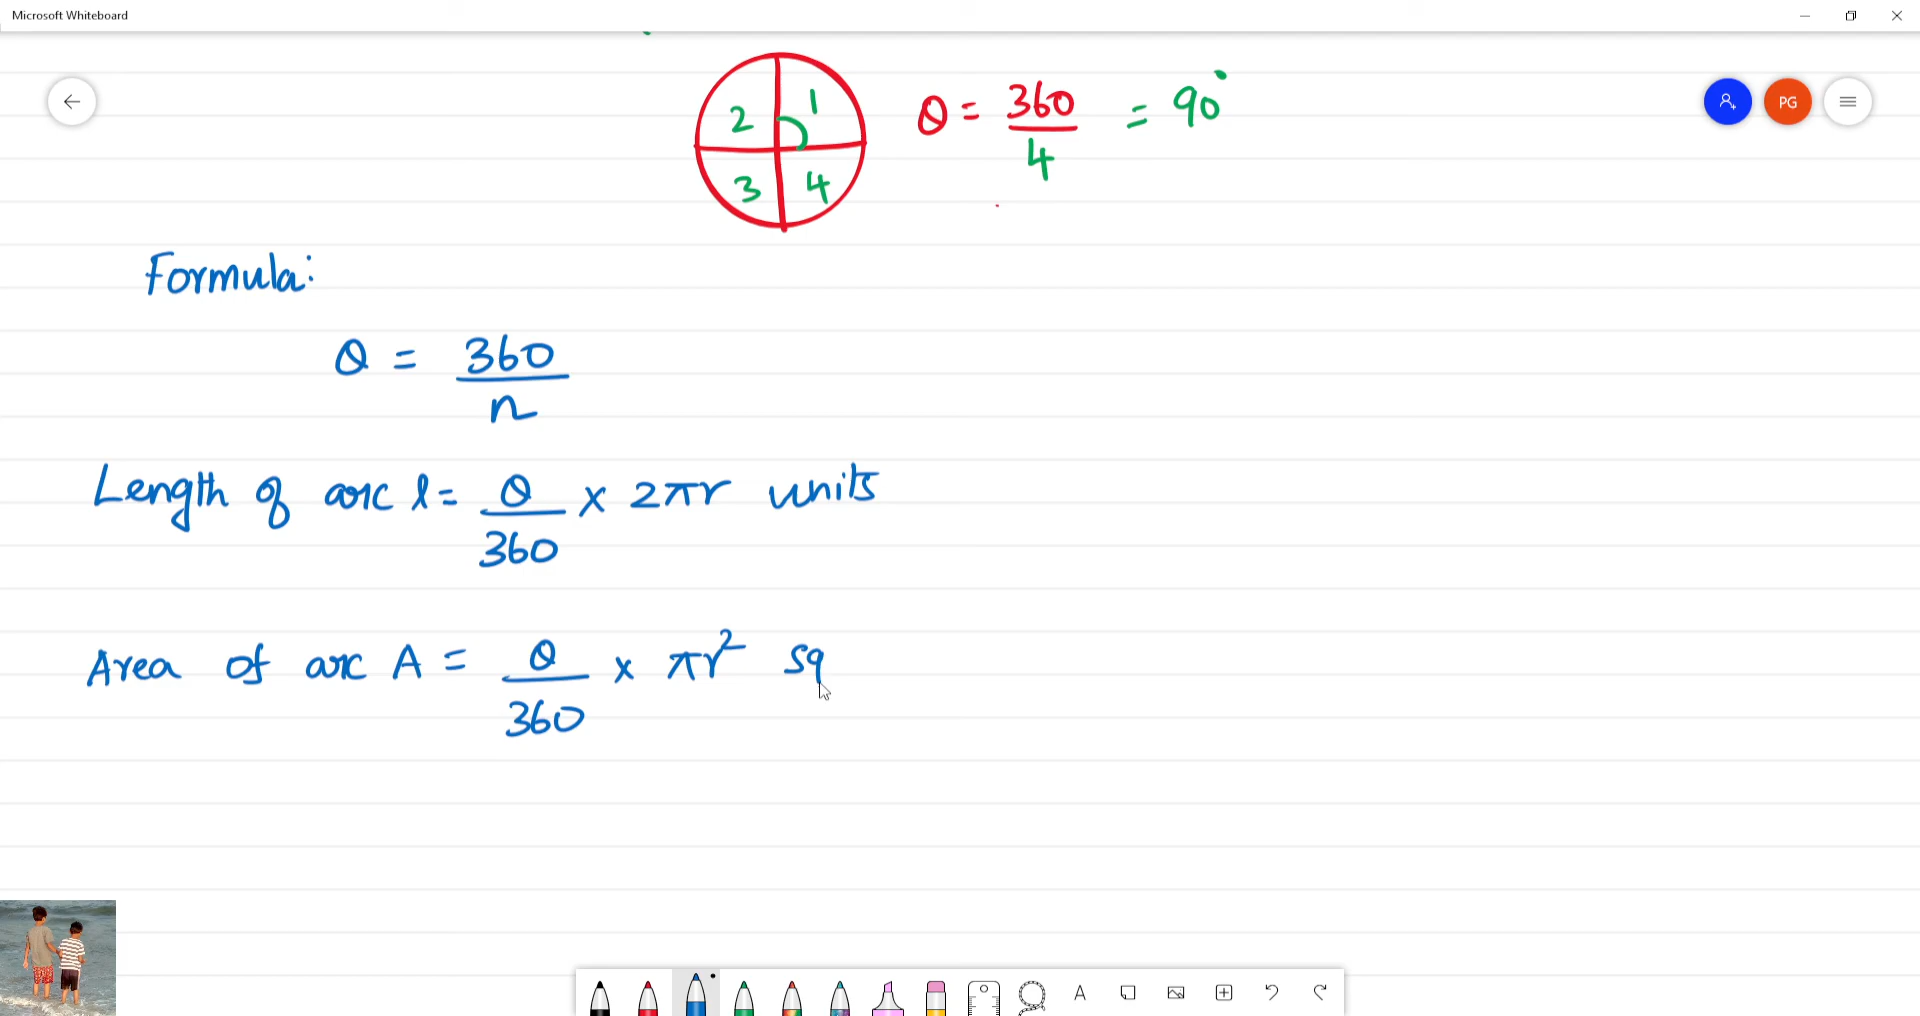 Microsoft Whiteboard
2 1
3 4
θ = 360/4 = 90°
PG
Formula:
θ = 360/n
Length of arc l = θ/360 × 2πr units
Area of arc A = θ/360 × πr² sq
A